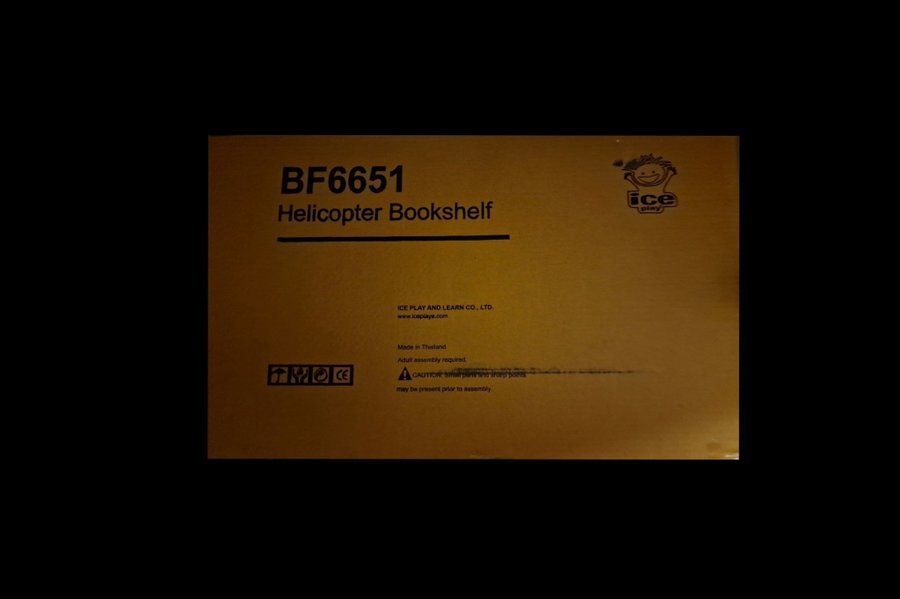 BF6651
Helicopter Bookshelf
ice
play
ICE PLAY AND LEARN CO., LTD.
www.iceplays.com
Made in Thailand
Adult assembly required.
CAUTION: Small parts and sharp points
may be present prior to assembly.
CE